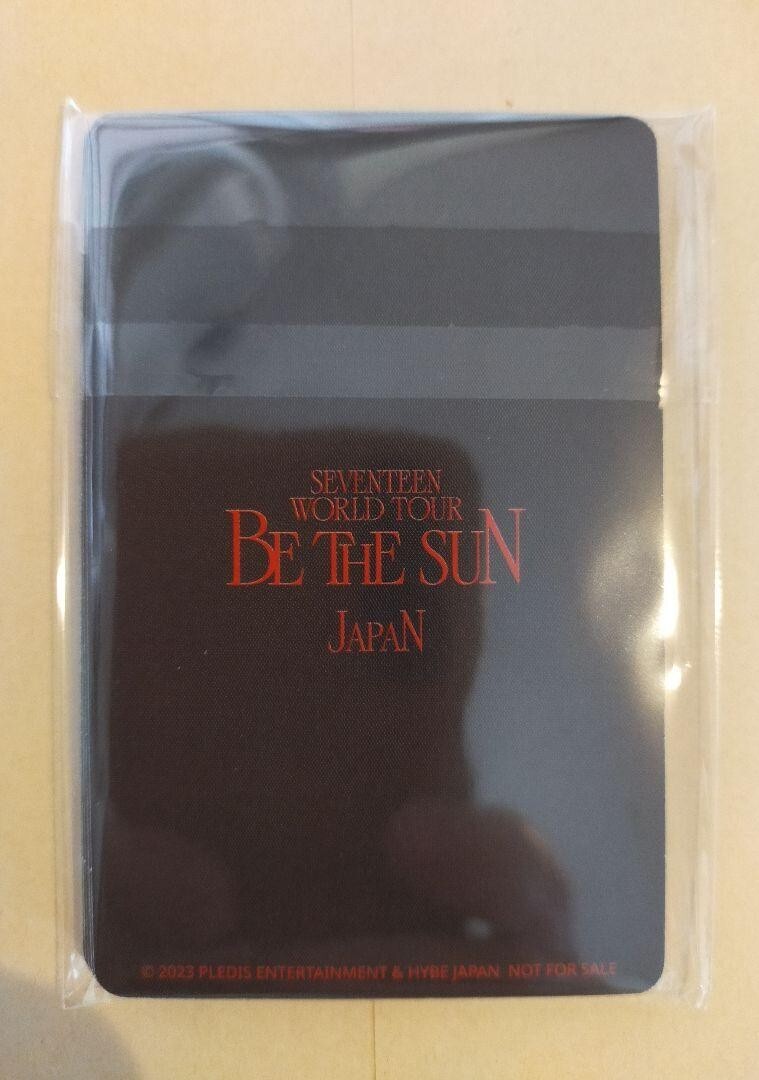 SEVENTEEN
WORLD TOUR
BE THE SUN
JAPAN
© 2023 PLEDIS ENTERTAINMENT & HYBE JAPAN NOT FOR SALE